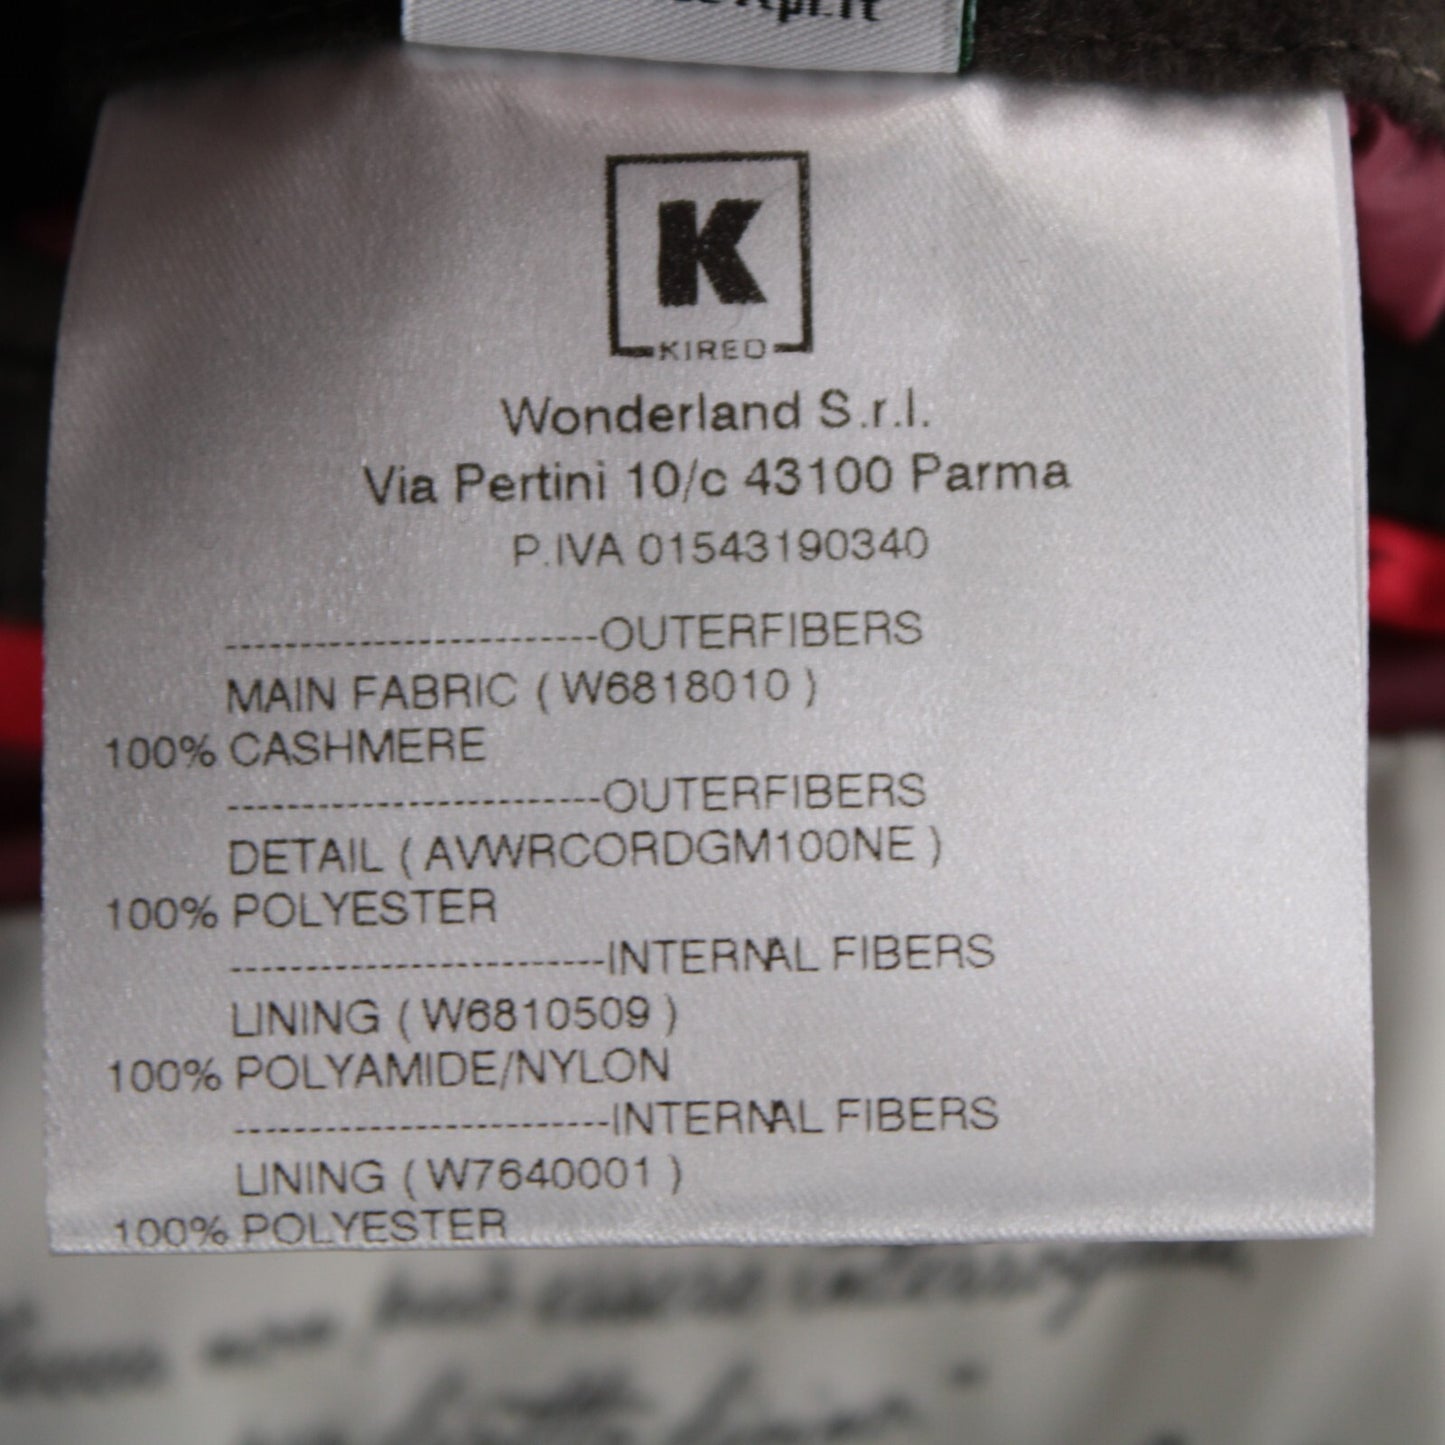 K
KIRED
Wonderland S.r.l.
Via Pertini 10/c 43100 Parma
P.IVA 01543190340
-------------------------OUTERFIBERS
MAIN FABRIC ( W6818010 )
100% CASHMERE
-------------------------OUTERFIBERS
DETAIL ( AVWRCORDGM100NE )
100% POLYESTER
-------------------------INTERNAL FIBERS
LINING ( W6810509 )
100% POLYAMIDE/NYLON
-------------------------INTERNAL FIBERS
LINING ( W7640001 )
100% POLYESTER